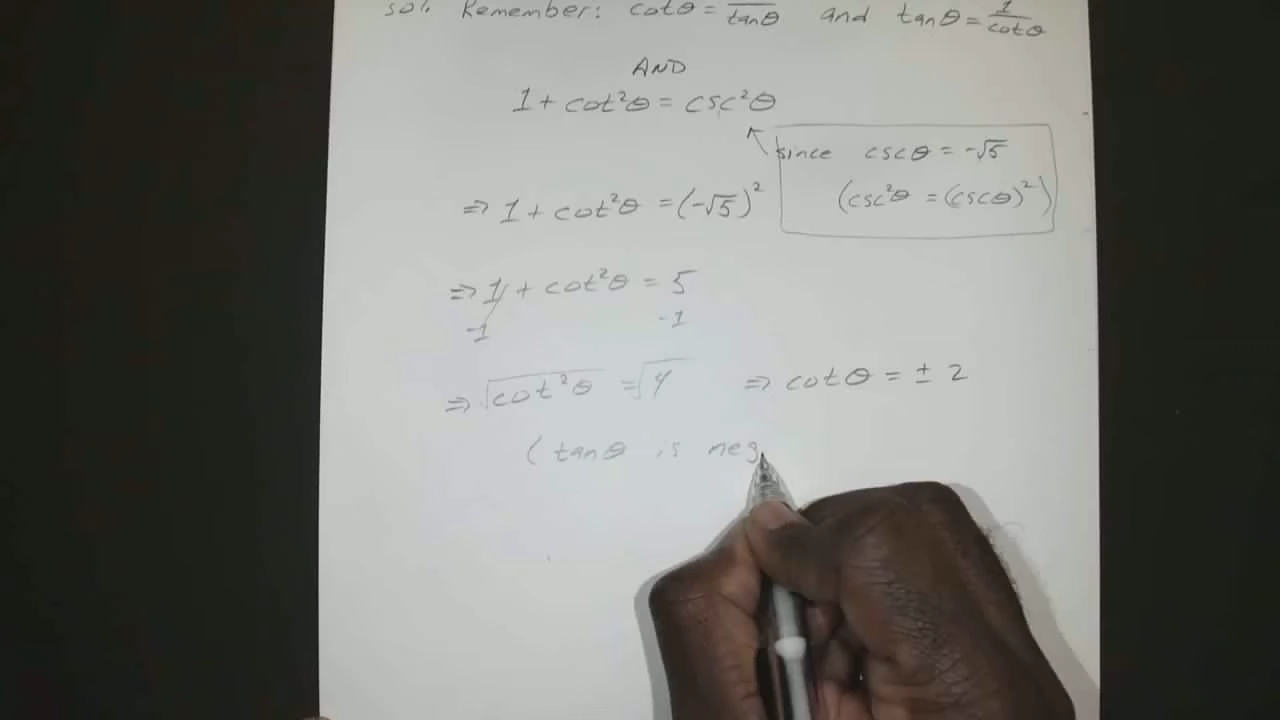 sol. Remember: cotθ = 1/tanθ and tanθ = 1/cotθ
AND
1 + cot²θ = csc²θ
since cscθ = -√5
(csc²θ = (cscθ)²)
⇒ 1 + cot²θ = (-√5)²
⇒ 1 + cot²θ = 5
-1 -1
⇒ √cot²θ = √4 ⇒ cotθ = ± 2
( tanθ is neg